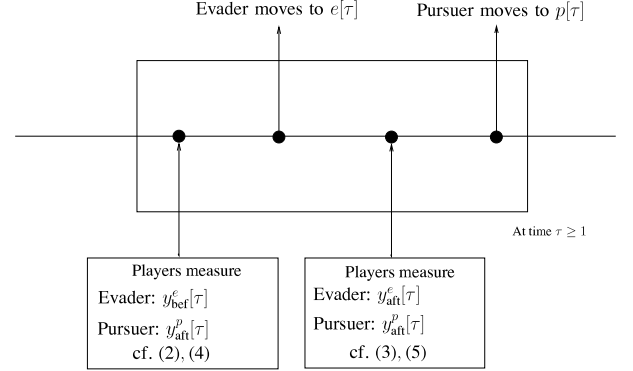 Evader moves to e[τ]
Pursuer moves to p[τ]
At time τ ≥ 1
Players measure
Evader: y^e_bef[τ]
Pursuer: y^p_aft[τ]
cf. (2), (4)
Players measure
Evader: y^e_aft[τ]
Pursuer: y^p_aft[τ]
cf. (3), (5)